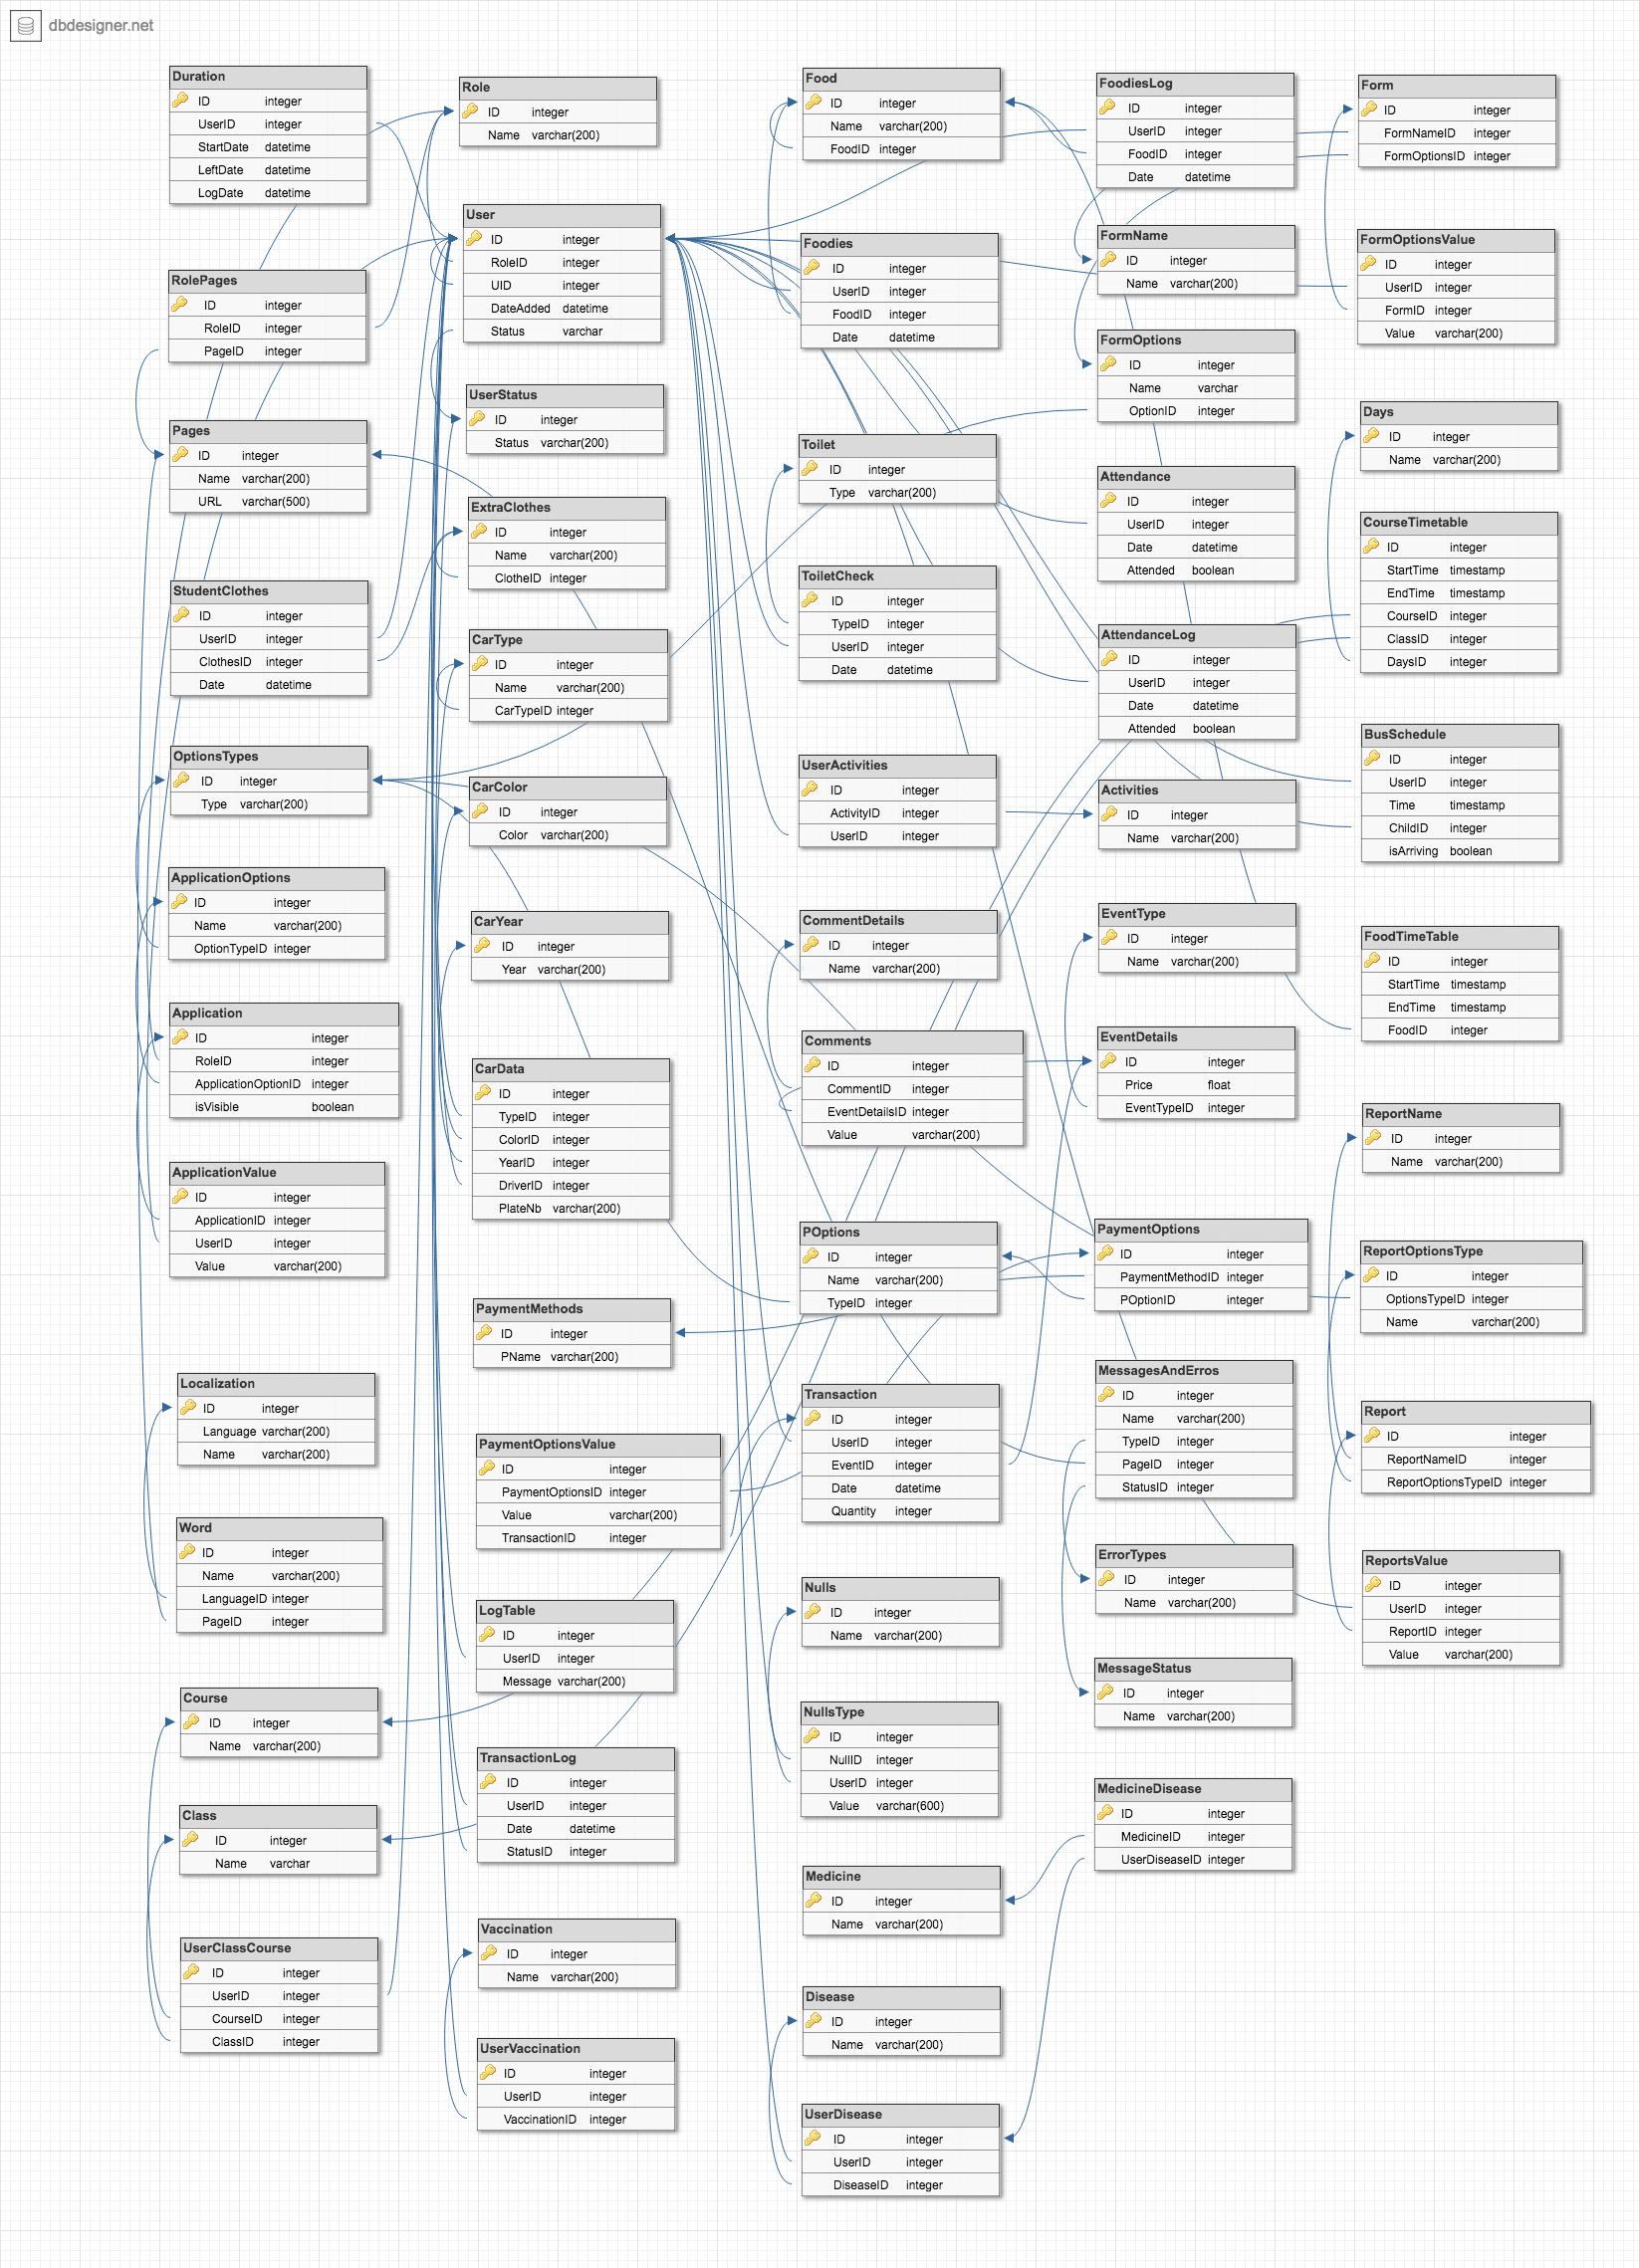 dbdesigner.net
Duration
ID integer
UserID integer
StartDate datetime
LeftDate datetime
LogDate datetime
RolePages
ID integer
RoleID integer
PageID integer
Pages
ID integer
Name varchar(200)
URL varchar(500)
StudentClothes
ID integer
UserID integer
ClothesID integer
Date datetime
OptionsTypes
ID integer
Type varchar(200)
ApplicationOptions
ID integer
Name varchar(200)
OptionTypeID integer
Application
ID integer
RoleID integer
ApplicationOptionID integer
isVisible boolean
ApplicationValue
ID integer
ApplicationID integer
UserID integer
Value varchar(200)
Localization
ID integer
Language varchar(200)
Name varchar(200)
Word
ID integer
Name varchar(200)
LanguageID integer
PageID integer
Course
ID integer
Name varchar(200)
Class
ID integer
Name varchar
UserClassCourse
ID integer
UserID integer
CourseID integer
ClassID integer
Role
ID integer
Name varchar(200)
User
ID integer
RoleID integer
UID integer
DateAdded datetime
Status varchar
UserStatus
ID integer
Status varchar(200)
ExtraClothes
ID integer
Name varchar(200)
ClotheID integer
CarType
ID integer
Name varchar(200)
CarTypeID integer
CarColor
ID integer
Color varchar(200)
CarYear
ID integer
Year varchar(200)
CarData
ID integer
TypeID integer
ColorID integer
YearID integer
DriverID integer
PlateNb varchar(200)
PaymentMethods
ID integer
PName varchar(200)
PaymentOptionsValue
ID integer
PaymentOptionsID integer
Value varchar(200)
TransactionID integer
LogTable
ID integer
UserID integer
Message varchar(200)
TransactionLog
ID integer
UserID integer
Date datetime
StatusID integer
Vaccination
ID integer
Name varchar(200)
UserVaccination
ID integer
UserID integer
VaccinationID integer
Food
ID integer
Name varchar(200)
FoodID integer
Foodies
ID integer
UserID integer
FoodID integer
Date datetime
Toilet
ID integer
Type varchar(200)
ToiletCheck
ID integer
TypeID integer
UserID integer
Date datetime
UserActivities
ID integer
ActivityID integer
UserID integer
CommentDetails
ID integer
Name varchar(200)
Comments
ID integer
CommentID integer
EventDetailsID integer
Value varchar(200)
POptions
ID integer
Name varchar(200)
TypeID integer
Transaction
ID integer
UserID integer
EventID integer
Date datetime
Quantity integer
Nulls
ID integer
Name varchar(200)
NullsType
ID integer
NullID integer
UserID integer
Value varchar(600)
Medicine
ID integer
Name varchar(200)
Disease
ID integer
Name varchar(200)
UserDisease
ID integer
UserID integer
DiseaseID integer
FoodiesLog
ID integer
UserID integer
FoodID integer
Date datetime
FormName
ID integer
Name varchar(200)
FormOptions
ID integer
Name varchar
OptionID integer
Attendance
ID integer
UserID integer
Date datetime
Attended boolean
AttendanceLog
ID integer
UserID integer
Date datetime
Attended boolean
Activities
ID integer
Name varchar(200)
EventType
ID integer
Name varchar(200)
EventDetails
ID integer
Price float
EventTypeID integer
PaymentOptions
ID integer
PaymentMethodID integer
POptionID integer
MessagesAndErros
ID integer
Name varchar(200)
TypeID integer
PageID integer
StatusID integer
ErrorTypes
ID integer
Name varchar(200)
MessageStatus
ID integer
Name varchar(200)
MedicineDisease
ID integer
MedicineID integer
UserDiseaseID integer
Form
ID integer
FormNameID integer
FormOptionsID integer
FormOptionsValue
ID integer
UserID integer
FormID integer
Value varchar(200)
Days
ID integer
Name varchar(200)
CourseTimetable
ID integer
StartTime timestamp
EndTime timestamp
CourseID integer
ClassID integer
DaysID integer
BusSchedule
ID integer
UserID integer
Time timestamp
ChildID integer
isArriving boolean
FoodTimeTable
ID integer
StartTime timestamp
EndTime timestamp
FoodID integer
ReportName
ID integer
Name varchar(200)
ReportOptionsType
ID integer
OptionsTypeID integer
Name varchar(200)
Report
ID integer
ReportNameID integer
ReportOptionsTypeID integer
ReportsValue
ID integer
UserID integer
ReportID integer
Value varchar(200)